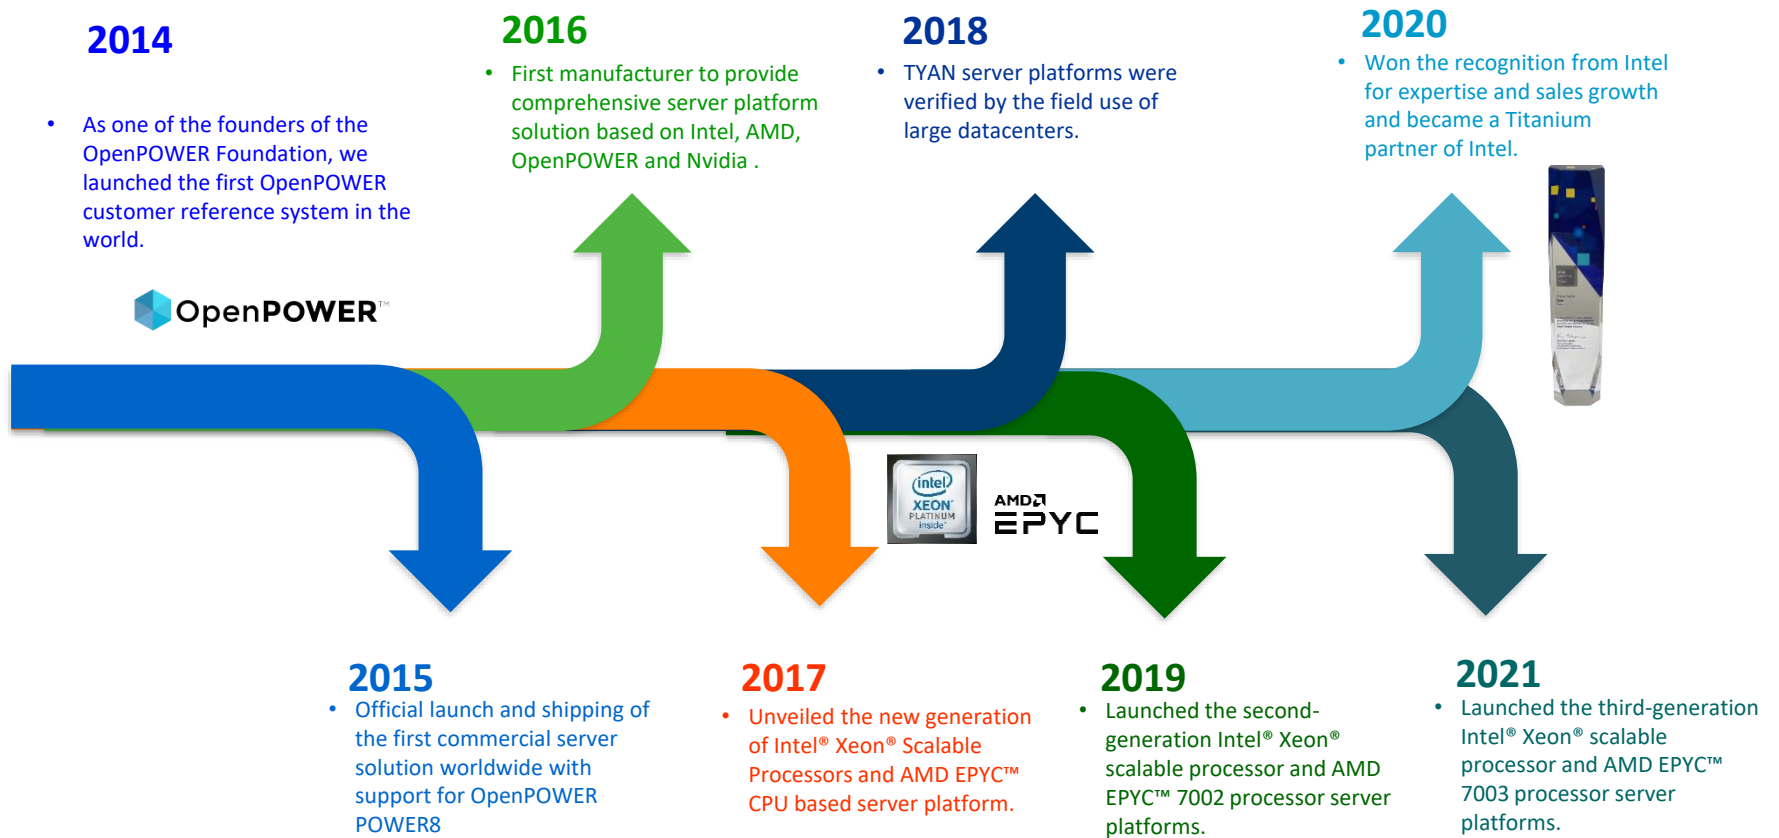 2014
• As one of the founders of the
OpenPOWER Foundation, we
launched the first OpenPOWER
customer reference system in the
world.
OpenPOWER™
2016
• First manufacturer to provide
comprehensive server platform
solution based on Intel, AMD,
OpenPOWER and Nvidia .
2018
• TYAN server platforms were
verified by the field use of
large datacenters.
2020
• Won the recognition from Intel
for expertise and sales growth
and became a Titanium
partner of Intel.
intel
XEON
PLATINUM
inside™
AMD
EPYC
2015
• Official launch and shipping of
the first commercial server
solution worldwide with
support for OpenPOWER
POWER8
2017
• Unveiled the new generation
of Intel® Xeon® Scalable
Processors and AMD EPYC™
CPU based server platform.
2019
• Launched the second-
generation Intel® Xeon®
scalable processor and AMD
EPYC™ 7002 processor server
platforms.
2021
• Launched the third-generation
Intel® Xeon® scalable
processor and AMD EPYC™
7003 processor server
platforms.